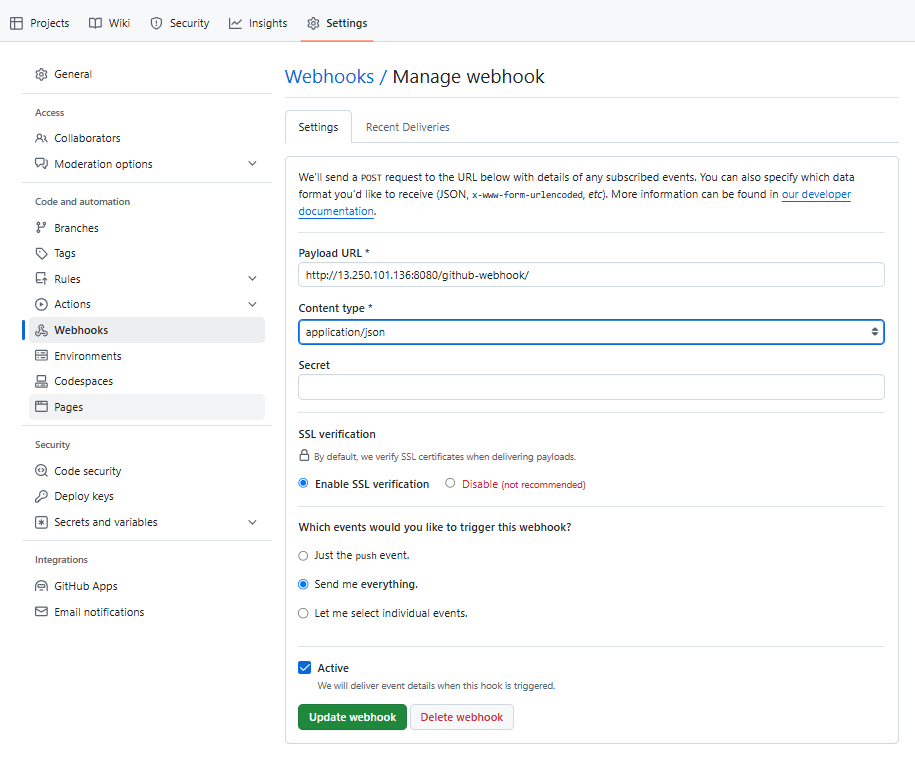 Projects Wiki Security Insights Settings
General
Access
Collaborators
Moderation options
Code and automation
Branches
Tags
Rules
Actions
Webhooks
Environments
Codespaces
Pages
Security
Code security
Deploy keys
Secrets and variables
Integrations
GitHub Apps
Email notifications
Webhooks / Manage webhook
Settings Recent Deliveries
We'll send a POST request to the URL below with details of any subscribed events. You can also specify which data
format you'd like to receive (JSON, x-www-form-urlencoded, etc). More information can be found in our developer
documentation.
Payload URL *
http://13.250.101.136:8080/github-webhook/
Content type *
application/json
Secret
SSL verification
By default, we verify SSL certificates when delivering payloads.
Enable SSL verification Disable (not recommended)
Which events would you like to trigger this webhook?
Just the push event.
Send me everything.
Let me select individual events.
Active
We will deliver event details when this hook is triggered.
Update webhook Delete webhook